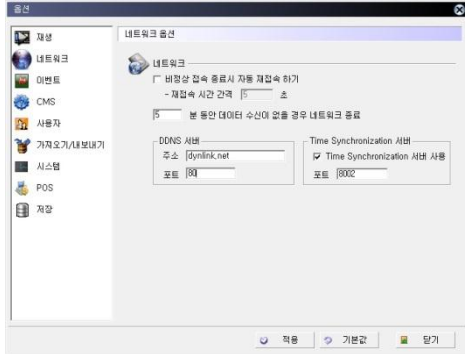 옵션
재생
네트워크
이벤트
CMS
사용자
가져오기/내보내기
시스템
POS
저장
네트워크 옵션
네트워크
비정상 접속 종료시 자동 재접속 하기
- 재접속 시간 간격 5 초
5 분 동안 데이터 수신이 없을 경우 네트워크 종료
DDNS 서버
주소 dynlink.net
포트 80
Time Synchronization 서버
Time Synchronization 서버 사용
포트 8002
적용 기본값 닫기